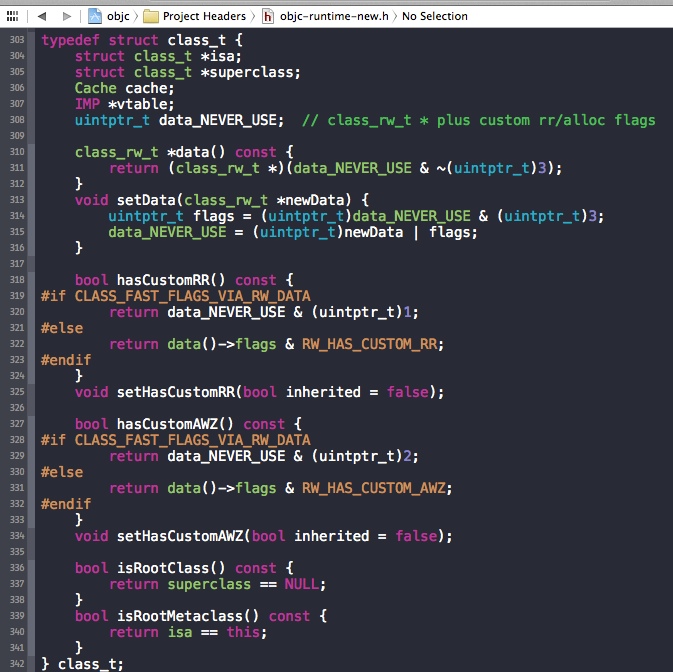 objc 〉 Project Headers 〉 h objc-runtime-new.h 〉 No Selection
303 typedef struct class_t {
304     struct class_t *isa;
305     struct class_t *superclass;
306     Cache cache;
307     IMP *vtable;
308     uintptr_t data_NEVER_USE;  // class_rw_t * plus custom rr/alloc flags
309
310     class_rw_t *data() const {
311         return (class_rw_t *)(data_NEVER_USE & ~(uintptr_t)3);
312     }
313     void setData(class_rw_t *newData) {
314         uintptr_t flags = (uintptr_t)data_NEVER_USE & (uintptr_t)3;
315         data_NEVER_USE = (uintptr_t)newData | flags;
316     }
317
318     bool hasCustomRR() const {
319 #if CLASS_FAST_FLAGS_VIA_RW_DATA
320         return data_NEVER_USE & (uintptr_t)1;
321 #else
322         return data()->flags & RW_HAS_CUSTOM_RR;
323 #endif
324     }
325     void setHasCustomRR(bool inherited = false);
326
327     bool hasCustomAWZ() const {
328 #if CLASS_FAST_FLAGS_VIA_RW_DATA
329         return data_NEVER_USE & (uintptr_t)2;
330 #else
331         return data()->flags & RW_HAS_CUSTOM_AWZ;
332 #endif
333     }
334     void setHasCustomAWZ(bool inherited = false);
335
336     bool isRootClass() const {
337         return superclass == NULL;
338     }
339     bool isRootMetaclass() const {
340         return isa == this;
341     }
342 } class_t;